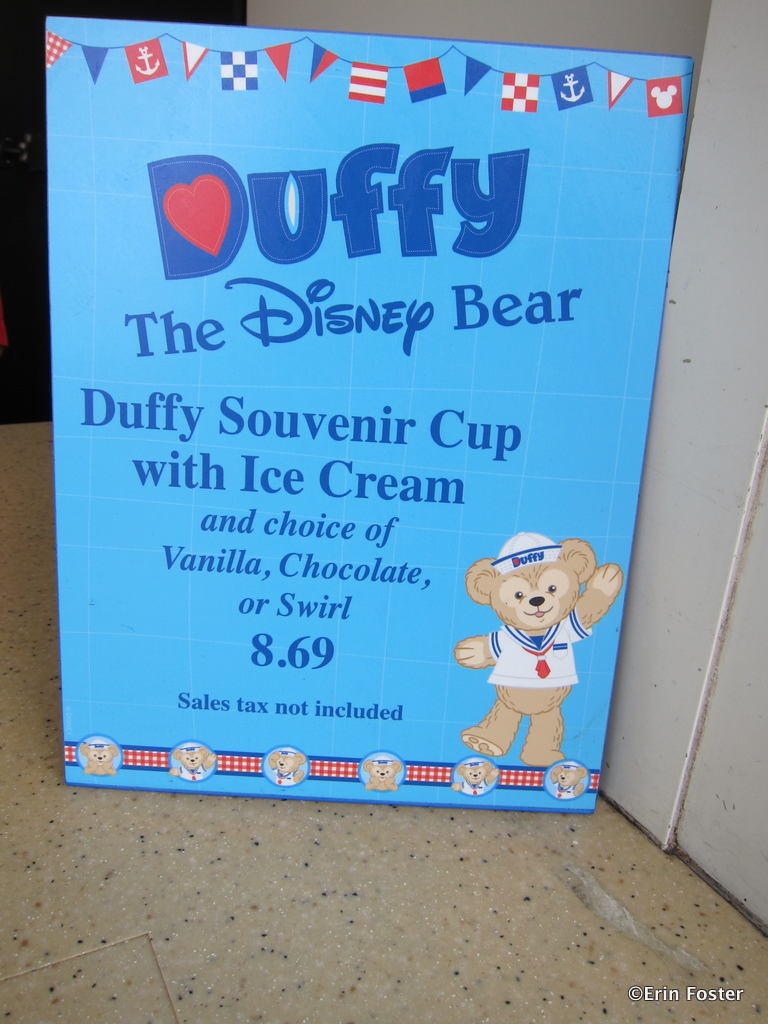 Duffy
The Disney Bear
Duffy Souvenir Cup
with Ice Cream
and choice of
Vanilla, Chocolate,
or Swirl
8.69
Duffy
Sales tax not included
©Erin Foster